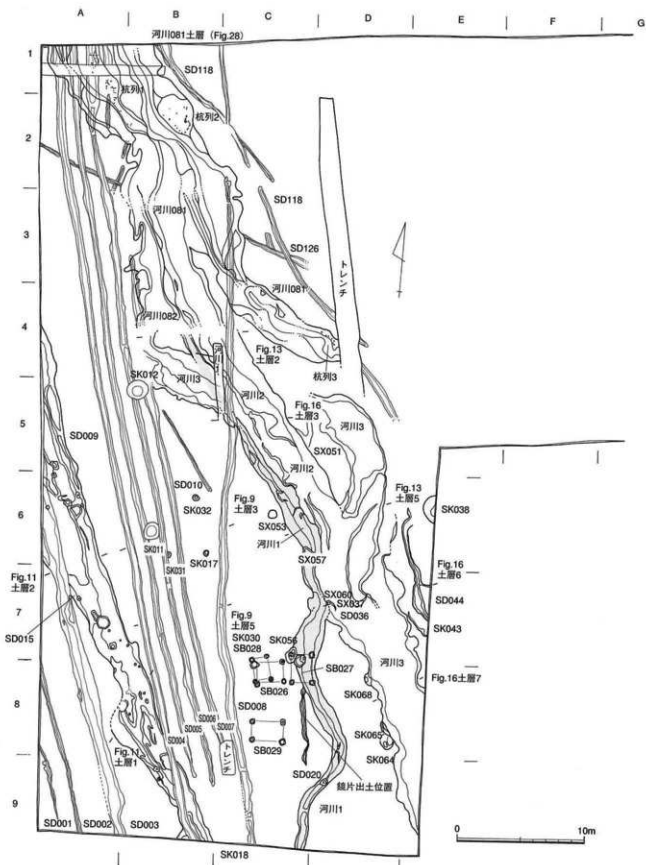 A B C D E F G
河川081土層 (Fig.28)
1
SD118
杭列1
杭列2
2
河川081
SD118
3
SD126
トレンチ
河川081
河川082
4
Fig.13
土層2
河川3
杭列3
SK012
河川2
Fig.16
土層3
河川3
5
SD009
SX051
河川2
SD010
Fig.9
土層3
Fig.13
土層5
SK032
SK038
6
SX053
河川1
SK011
SX057
Fig.16
土層6
SK031
SK017
Fig.11
土層2
SX060
SX037
SD044
7
SD036
Fig.9
土層5
SK043
SD015
SK030
SK056
SB028
河川3
SB027
Fig.16土層7
SB026
SK068
8
SD008
SD006
SD007
SD005
SD004
SK065
SB029
トレンチ
SK064
Fig.11
土層1
SD020
鏡片出土位置
9
河川1
SD001
SD002
SD003
0 10m
SK018